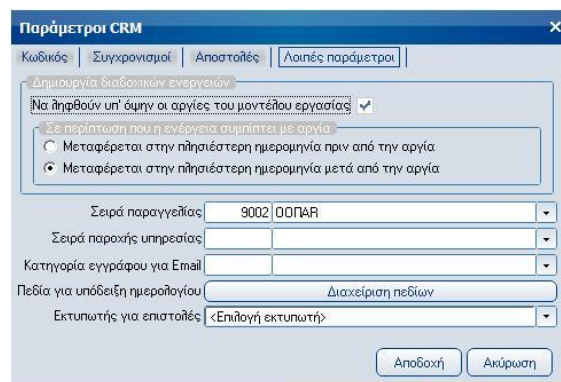 Παράμετροι CRM
Κωδικός Συγχρονισμοί Αποστολές Λοιπές παράμετροι
Δημιουργία διαδοχικών ενεργειών
Να ληφθούν υπ' όψην οι αργίες του μοντέλου εργασίας
Σε περίπτωση που η ενέργεια συμπίπτει με αργία
Μεταφέρεται στην πλησιέστερη ημερομηνία πριν από την αργία
Μεταφέρεται στην πλησιέστερη ημερομηνία μετά από την αργία
Σειρά παραγγελίας 9002 ΟΟΠΑR
Σειρά παροχής υπηρεσίας
Κατηγορία εγγράφου για Email
Πεδία για υπόδειξη ημερολογίου Διαχείριση πεδίων
Εκτυπωτής για επιστολές <Επιλογή εκτυπωτή>
Αποδοχή Ακύρωση